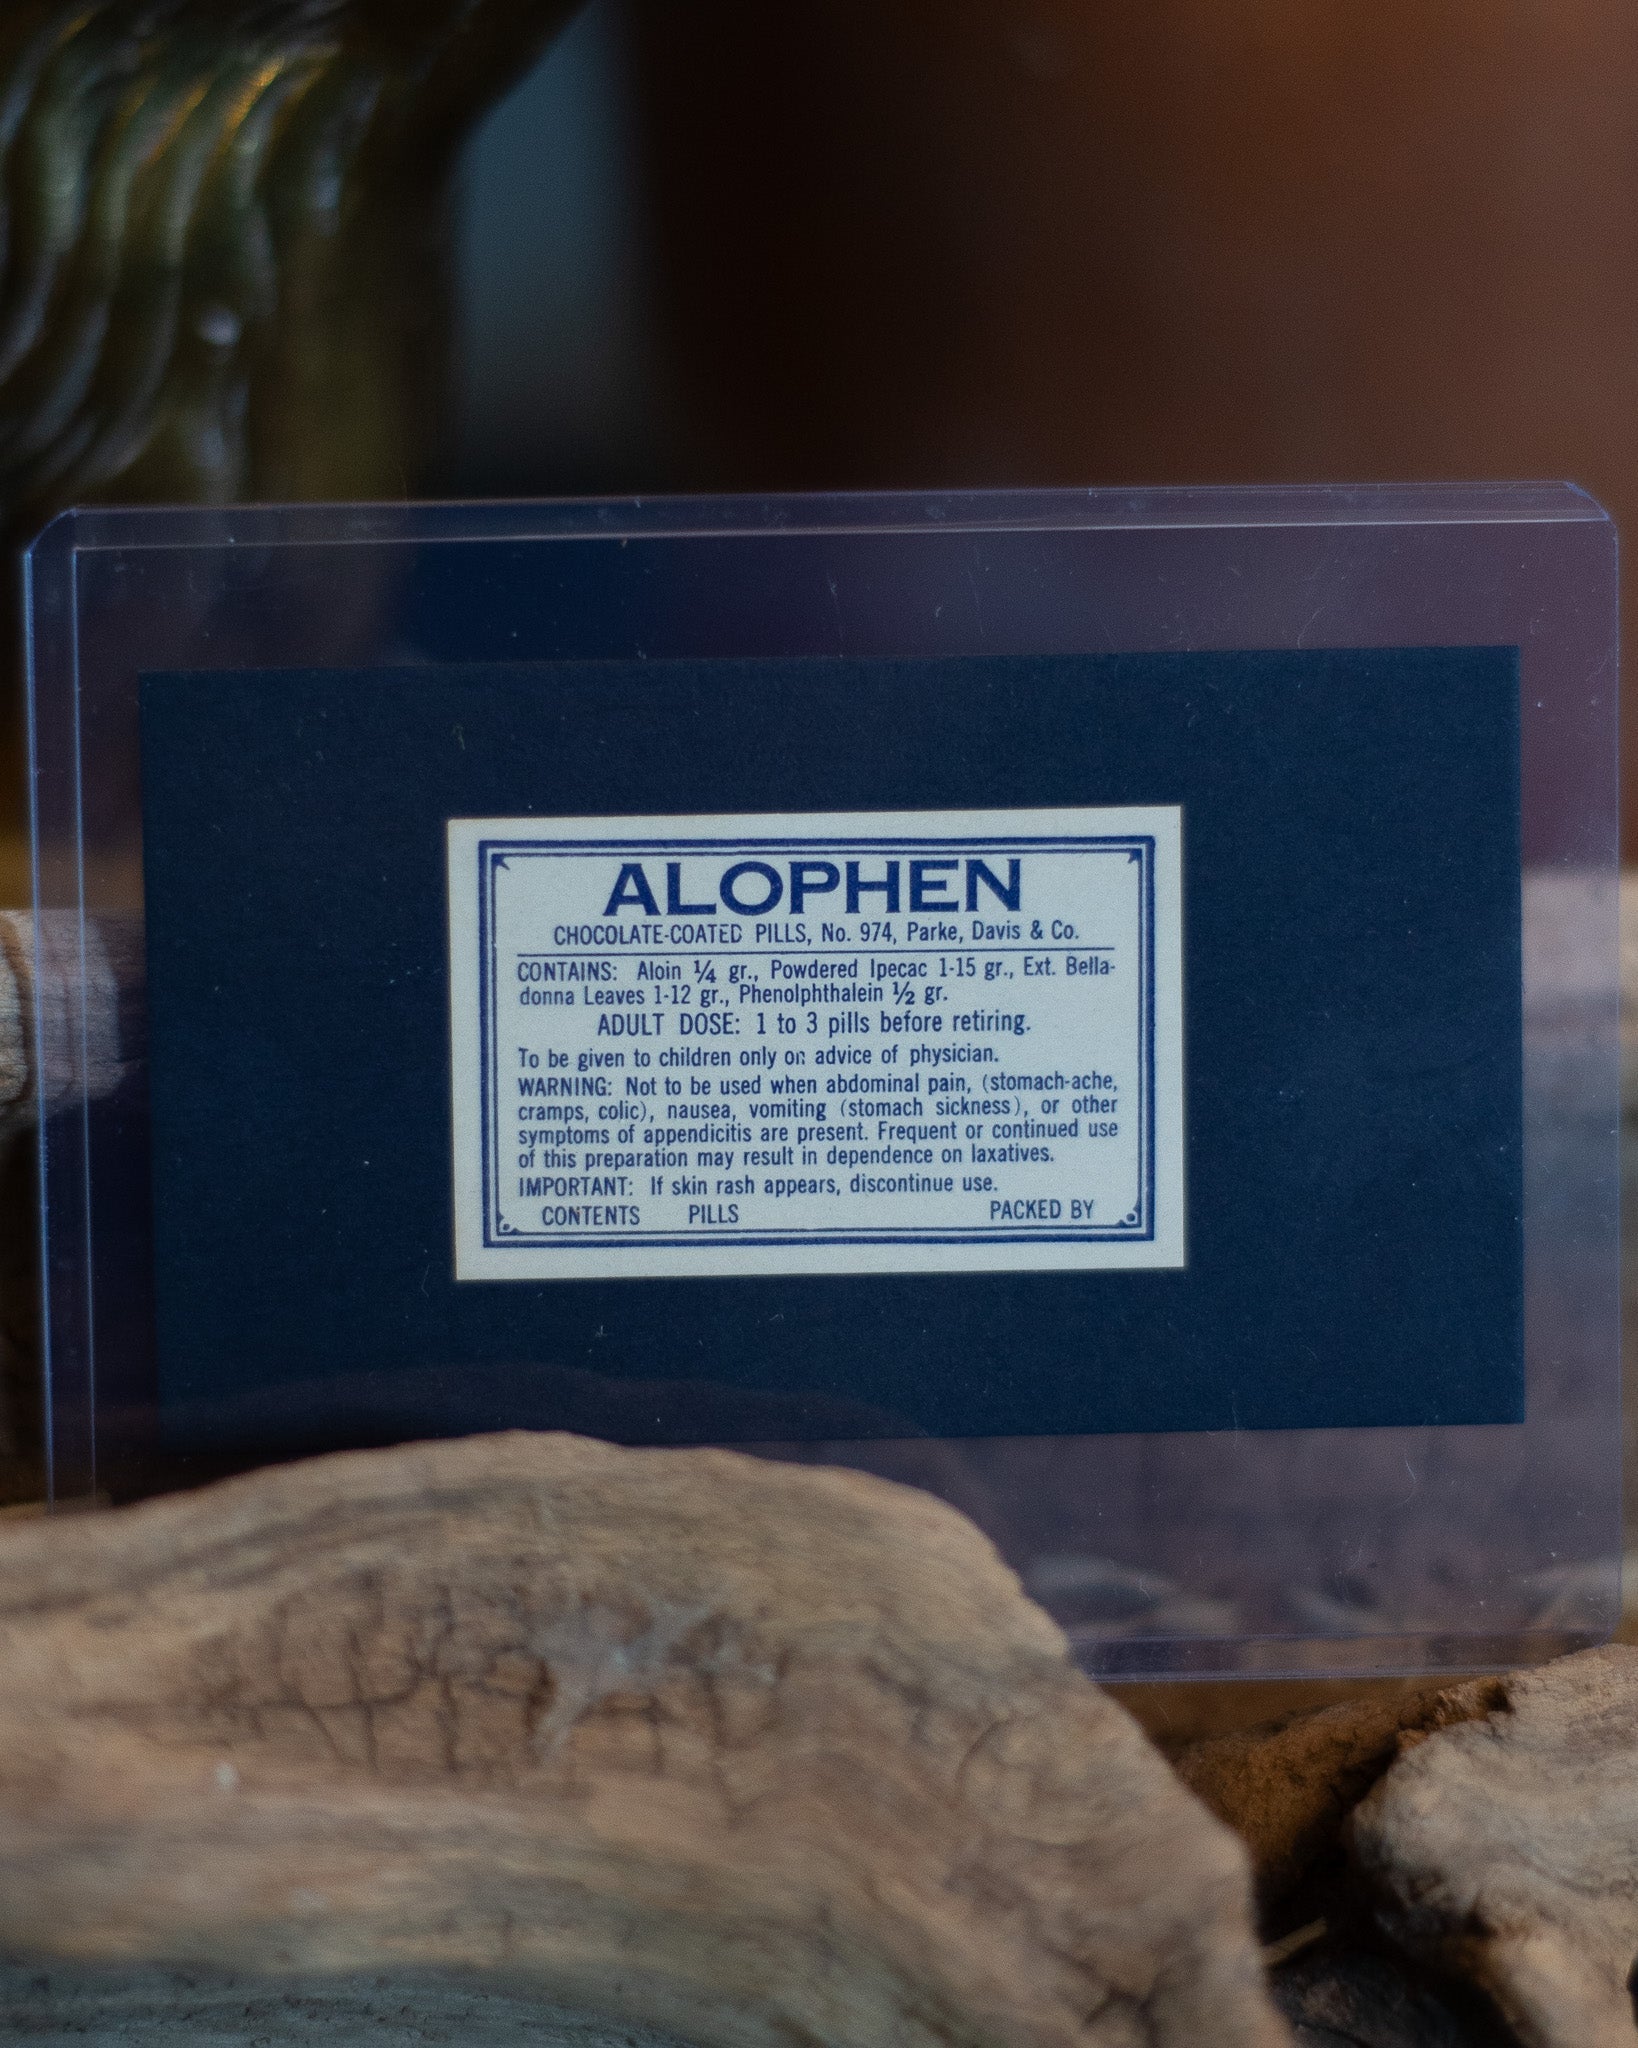 ALOPHEN
CHOCOLATE-COATED PILLS, No. 974, Parke, Davis & Co.
CONTAINS: Aloin ¼ gr., Powdered Ipecac 1-15 gr., Ext. Bella-
donna Leaves 1-12 gr., Phenolphthalein ½ gr.
ADULT DOSE: 1 to 3 pills before retiring.
To be given to children only on advice of physician.
WARNING: Not to be used when abdominal pain, (stomach-ache,
cramps, colic), nausea, vomiting (stomach sickness), or other
symptoms of appendicitis are present. Frequent or continued use
of this preparation may result in dependence on laxatives.
IMPORTANT: If skin rash appears, discontinue use.
CONTENTS PILLS PACKED BY